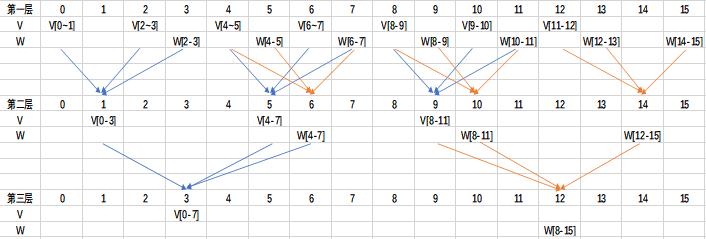 第一层 0 1 2 3 4 5 6 7 8 9 10 11 12 13 14 15
V V[0~1] V[2~3] V[4~5] V[6~7] V[8-9] V[9-10] V[11-12]
W W[2-3] W[4-5] W[6-7] W[8-9] W[10-11] W[12-13] W[14-15]
第二层 0 1 2 3 4 5 6 7 8 9 10 11 12 13 14 15
V V[0-3] V[4-7] V[8-11]
W W[4-7] W[8-11] W[12-15]
第三层 0 1 2 3 4 5 6 7 8 9 10 11 12 13 14 15
V V[0-7]
W W[8-15]